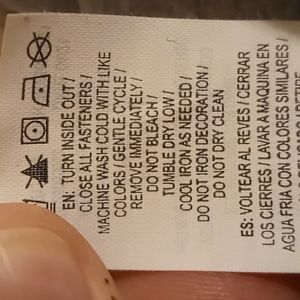 EN: TURN INSIDE OUT /
CLOSE ALL FASTENERS /
MACHINE WASH COLD WITH LIKE
COLORS / GENTLE CYCLE /
REMOVE IMMEDIATELY /
DO NOT BLEACH /
TUMBLE DRY LOW /
COOL IRON AS NEEDED /
DO NOT IRON DECORATION /
DO NOT DRY CLEAN
ES: VOLTEAR AL REVES / CERRAR
LOS CIERRES / LAVAR A MAQUINA EN
AGUA FRIA CON COLORES SIMILARES